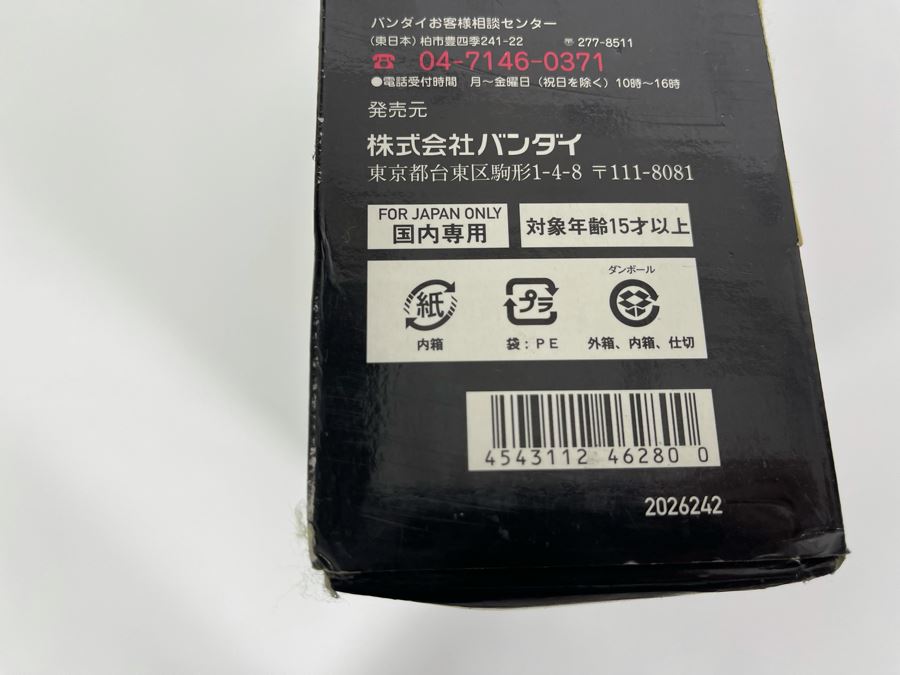 バンダイお客様相談センター
(東日本) 柏市豊四季241-22 〒277-8511
☎ 04-7146-0371
●電話受付時間 月～金曜日（祝日を除く）10時～16時
発売元
株式会社バンダイ
東京都台東区駒形1-4-8 〒111-8081
FOR JAPAN ONLY
国内専用
対象年齢15才以上
ダンボール
紙 プラ
内箱 袋：PE 外箱、内箱、仕切
4543112 46280 0
2026242